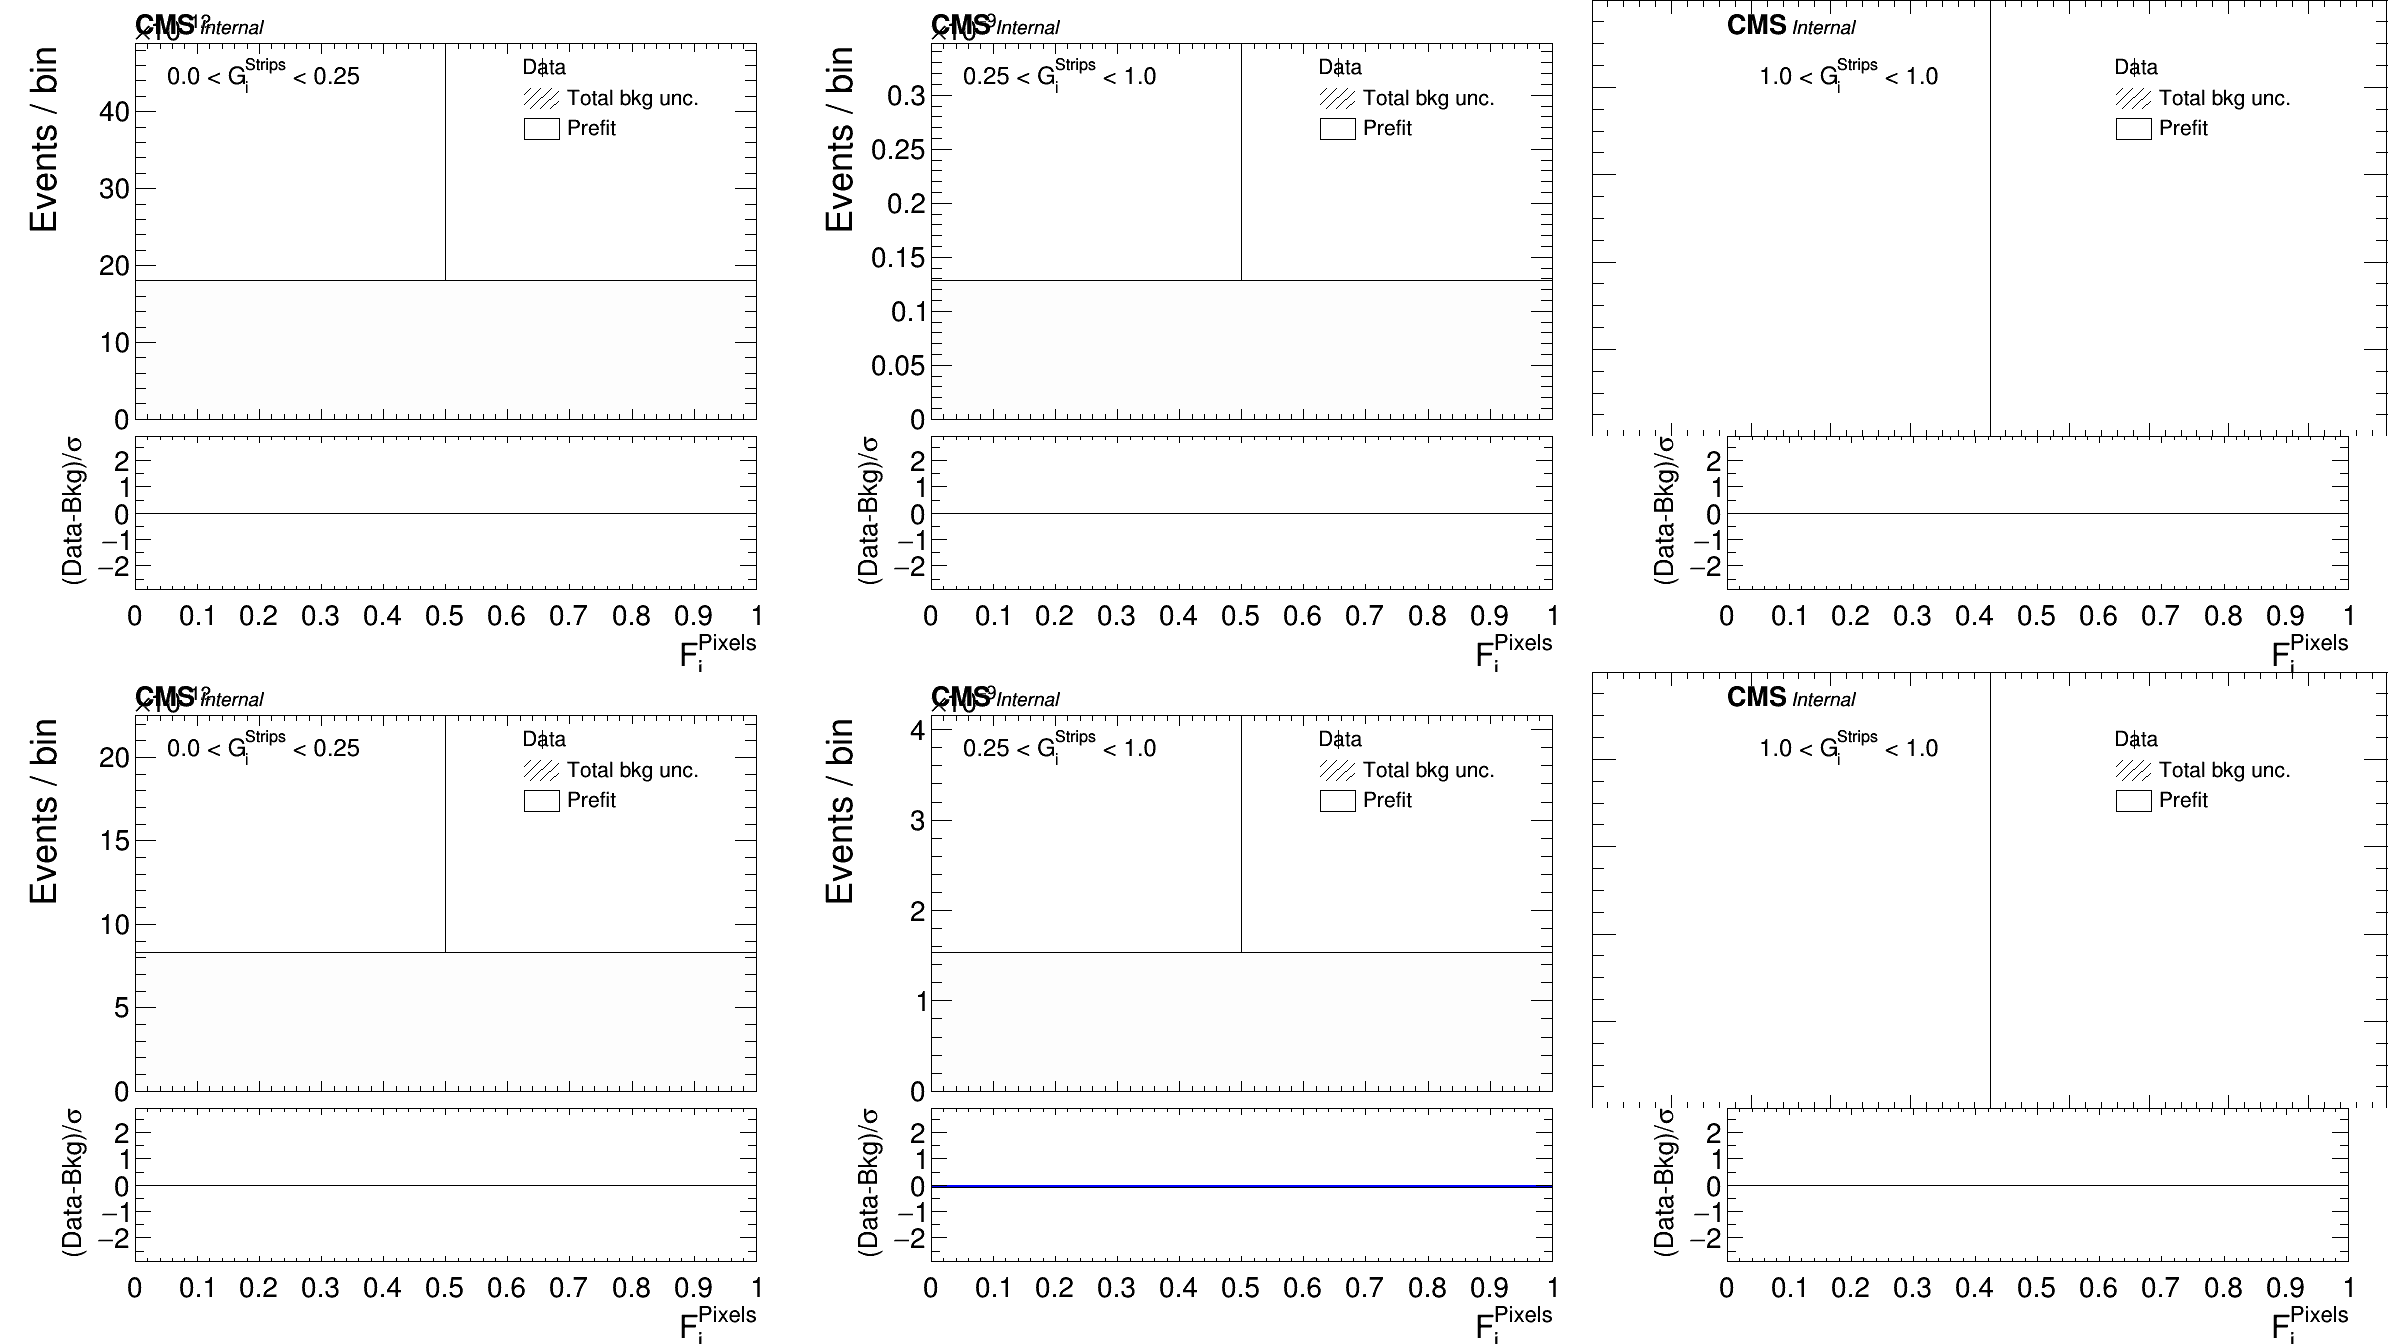 CMS Internal
Events / bin
0.0 < G_i^Strips < 0.25
Data
Total bkg unc.
Prefit
40
30
20
10
0
(Data-Bkg)/σ
2
1
0
−1
−2
0 0.1 0.2 0.3 0.4 0.5 0.6 0.7 0.8 0.9 1
F_i^Pixels
CMS Internal
Events / bin
0.25 < G_i^Strips < 1.0
Data
Total bkg unc.
Prefit
0.3
0.25
0.2
0.15
0.1
0.05
0
(Data-Bkg)/σ
2
1
0
−1
−2
0 0.1 0.2 0.3 0.4 0.5 0.6 0.7 0.8 0.9 1
F_i^Pixels
CMS Internal
1.0 < G_i^Strips < 1.0
Data
Total bkg unc.
Prefit
(Data-Bkg)/σ
2
1
0
−1
−2
0 0.1 0.2 0.3 0.4 0.5 0.6 0.7 0.8 0.9 1
F_i^Pixels
CMS Internal
Events / bin
0.0 < G_i^Strips < 0.25
Data
Total bkg unc.
Prefit
20
15
10
5
0
(Data-Bkg)/σ
2
1
0
−1
−2
0 0.1 0.2 0.3 0.4 0.5 0.6 0.7 0.8 0.9 1
F_i^Pixels
CMS Internal
Events / bin
0.25 < G_i^Strips < 1.0
Data
Total bkg unc.
Prefit
4
3
2
1
0
(Data-Bkg)/σ
2
1
0
−1
−2
0 0.1 0.2 0.3 0.4 0.5 0.6 0.7 0.8 0.9 1
F_i^Pixels
CMS Internal
1.0 < G_i^Strips < 1.0
Data
Total bkg unc.
Prefit
(Data-Bkg)/σ
2
1
0
−1
−2
0 0.1 0.2 0.3 0.4 0.5 0.6 0.7 0.8 0.9 1
F_i^Pixels